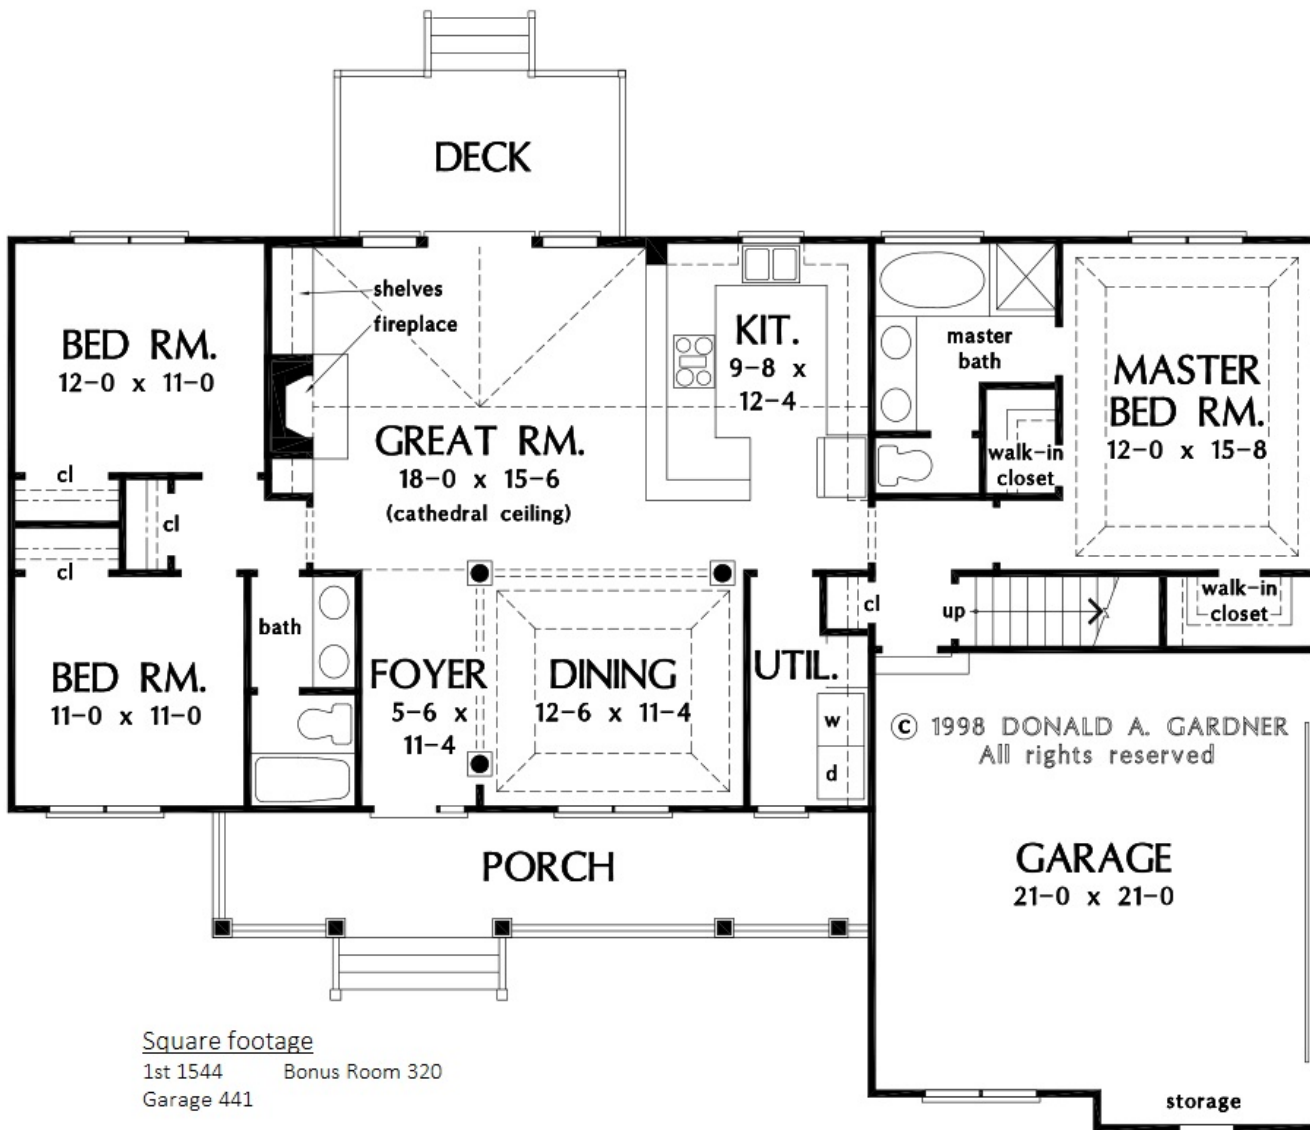 DECK
shelves
fireplace
BED RM.
12-0 x 11-0
KIT.
9-8 x
12-4
master
bath
MASTER
BED RM.
12-0 x 15-8
GREAT RM.
18-0 x 15-6
(cathedral ceiling)
walk-in
closet
cl
cl
cl
cl
up
walk-in
closet
bath
BED RM.
11-0 x 11-0
FOYER
5-6 x
11-4
DINING
12-6 x 11-4
UTIL.
w
d
© 1998 DONALD A. GARDNER
All rights reserved
PORCH
GARAGE
21-0 x 21-0
storage
Square footage
1st 1544 Bonus Room 320
Garage 441